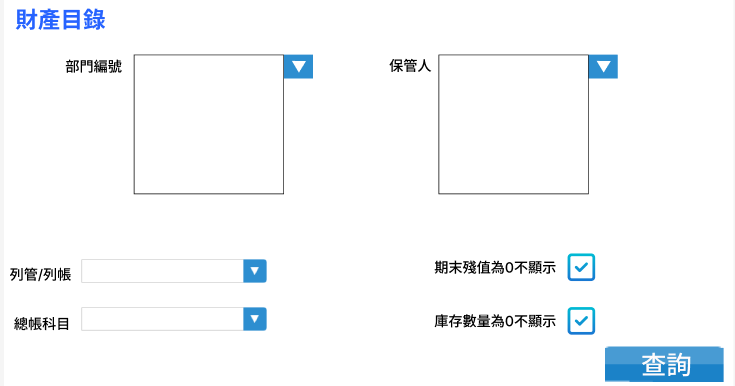 財產目錄
部門編號
保管人
列管/列帳
期末殘值為0不顯示
總帳科目
庫存數量為0不顯示
查詢